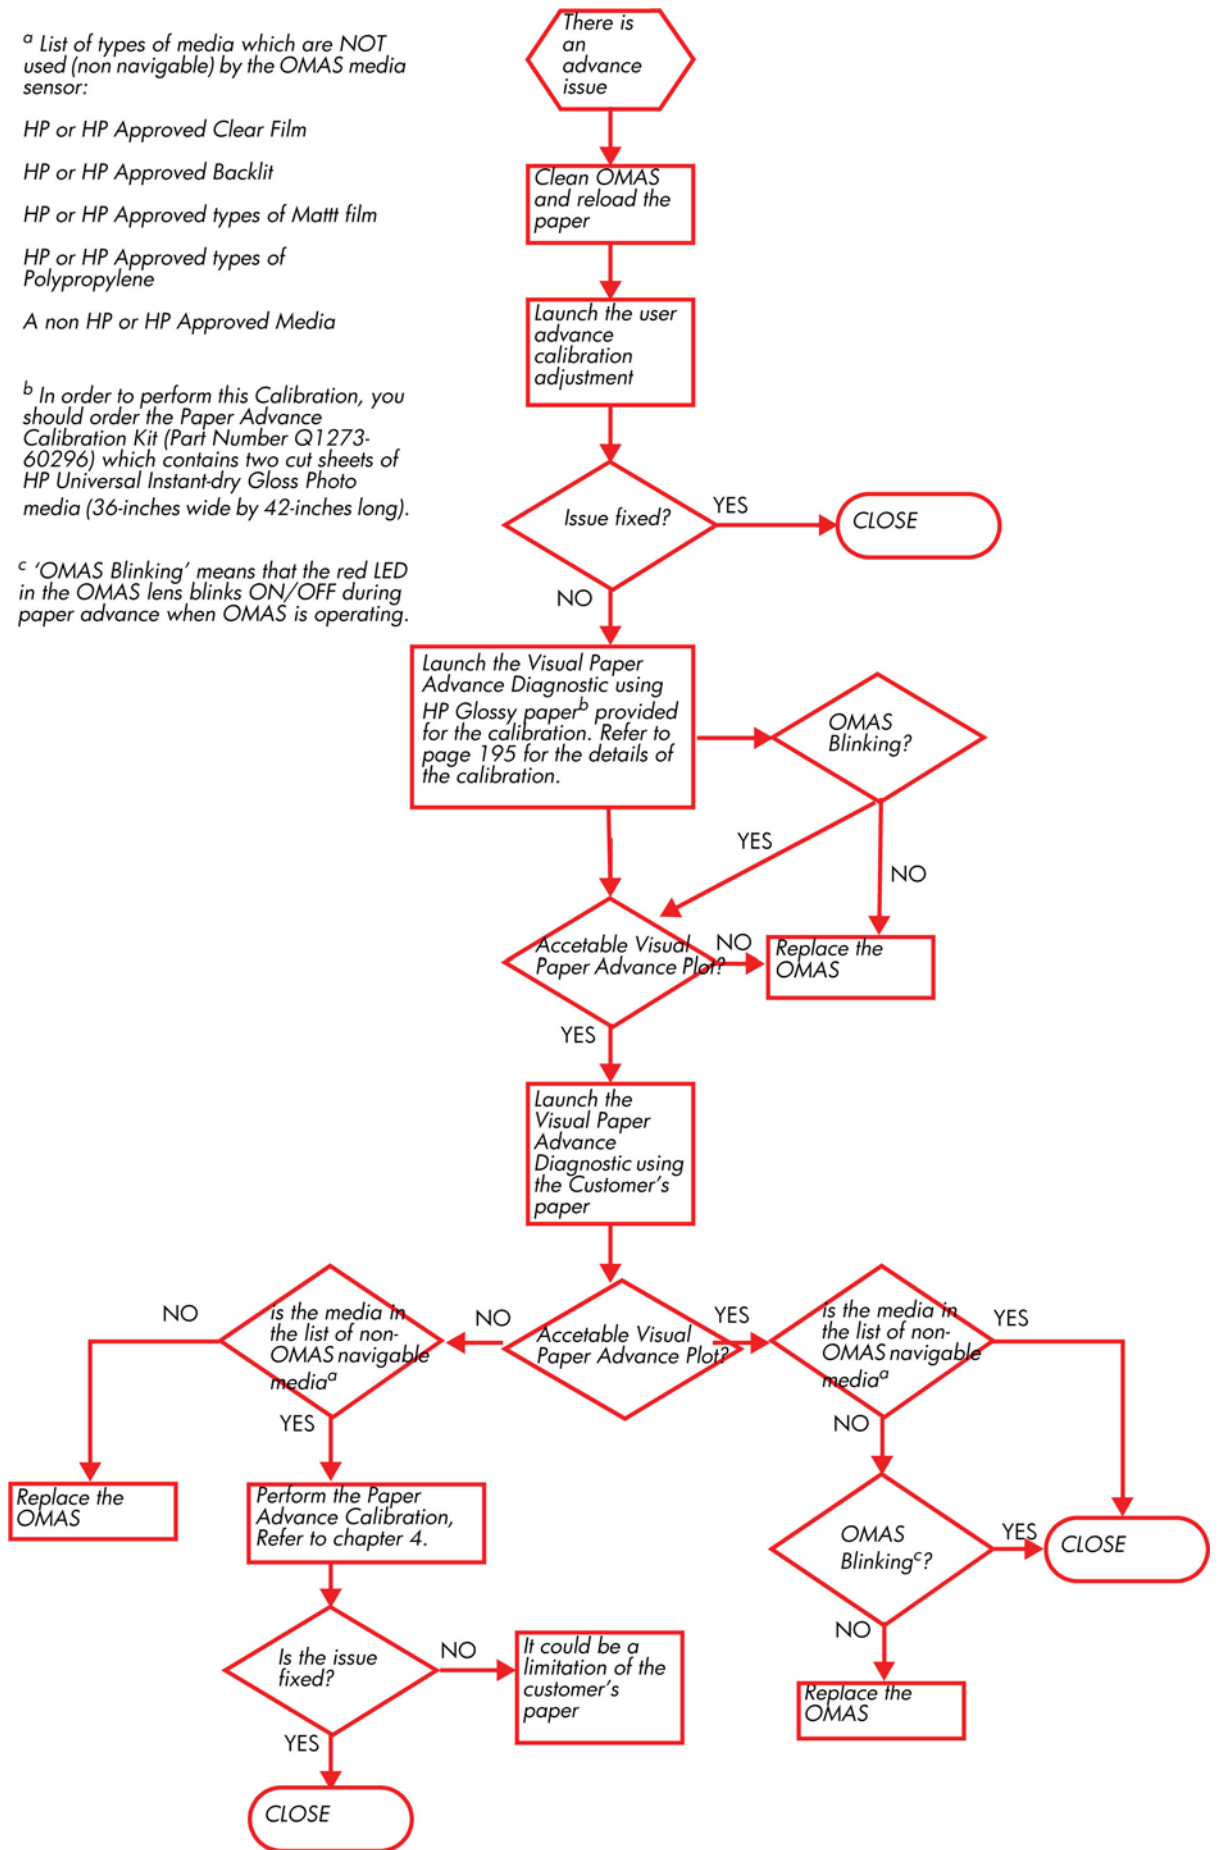 a List of types of media which are NOT
used (non navigable) by the OMAS media
sensor:
HP or HP Approved Clear Film
HP or HP Approved Backlit
HP or HP Approved types of Mattt film
HP or HP Approved types of
Polypropylene
A non HP or HP Approved Media
b In order to perform this Calibration, you
should order the Paper Advance
Calibration Kit (Part Number Q1273-
60296) which contains two cut sheets of
HP Universal Instant-dry Gloss Photo
media (36-inches wide by 42-inches long).
c ‘OMAS Blinking’ means that the red LED
in the OMAS lens blinks ON/OFF during
paper advance when OMAS is operating.
There is
an
advance
issue
Clean OMAS
and reload the
paper
Launch the user
advance
calibration
adjustment
Issue fixed?
YES
CLOSE
NO
Launch the Visual Paper
Advance Diagnostic using
HP Glossy paperb provided
for the calibration. Refer to
page 195 for the details of
the calibration.
OMAS
Blinking?
YES
NO
Accetable Visual
Paper Advance Plot?
NO
Replace the
OMAS
YES
Launch the
Visual Paper
Advance
Diagnostic using
the Customer’s
paper
Accetable Visual
Paper Advance Plot?
NO
is the media in
the list of non-
OMAS navigable
mediaa
NO
Replace the
OMAS
YES
Perform the Paper
Advance Calibration,
Refer to chapter 4.
Is the issue
fixed?
NO
It could be a
limitation of the
customer’s
paper
YES
CLOSE
YES
is the media in
the list of non-
OMAS navigable
mediaa
YES
NO
OMAS
Blinkingc?
YES
CLOSE
NO
Replace the
OMAS